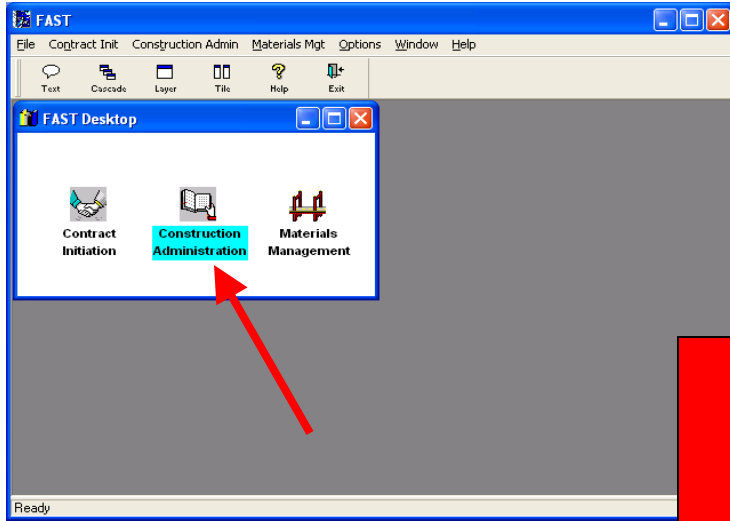 FAST
File Contract Init Construction Admin Materials Mgt Options Window Help
Text Cascade Layer Tile Help Exit
FAST Desktop
Contract Construction Materials
Initiation Administration Management
Ready